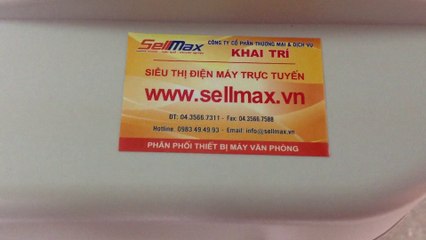 SellMax
CÔNG TY CỔ PHẦN THƯƠNG MẠI & DỊCH VỤ
KHAI TRÍ
SIÊU THỊ ĐIỆN MÁY TRỰC TUYẾN
www.sellmax.vn
ĐT: 04.3566.7311 - Fax: 04.3566.7588
Hotline: 0983.49.49.93 - Email: info@sellmax.vn
PHÂN PHỐI THIẾT BỊ MÁY VĂN PHÒNG